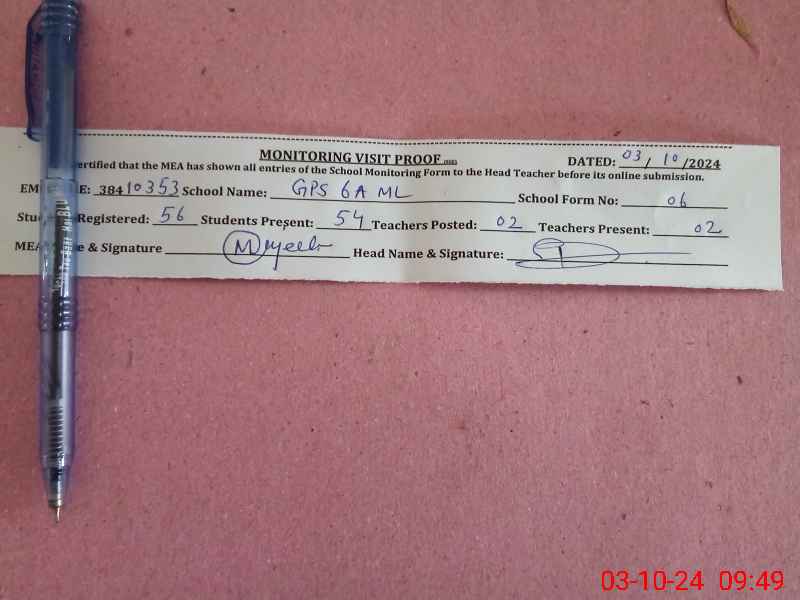 MONITORING VISIT PROOF
DATED: 03/10/2024
ertified that the MEA has shown all entries of the School Monitoring Form to the Head Teacher before its online submission.
EM E: 38410353 School Name: GPS 6A ML School Form No: 06
Stu Registered: 56 Students Present: 54 Teachers Posted: 02 Teachers Present: 02
MEA e & Signature Head Name & Signature:
03-10-24 09:49